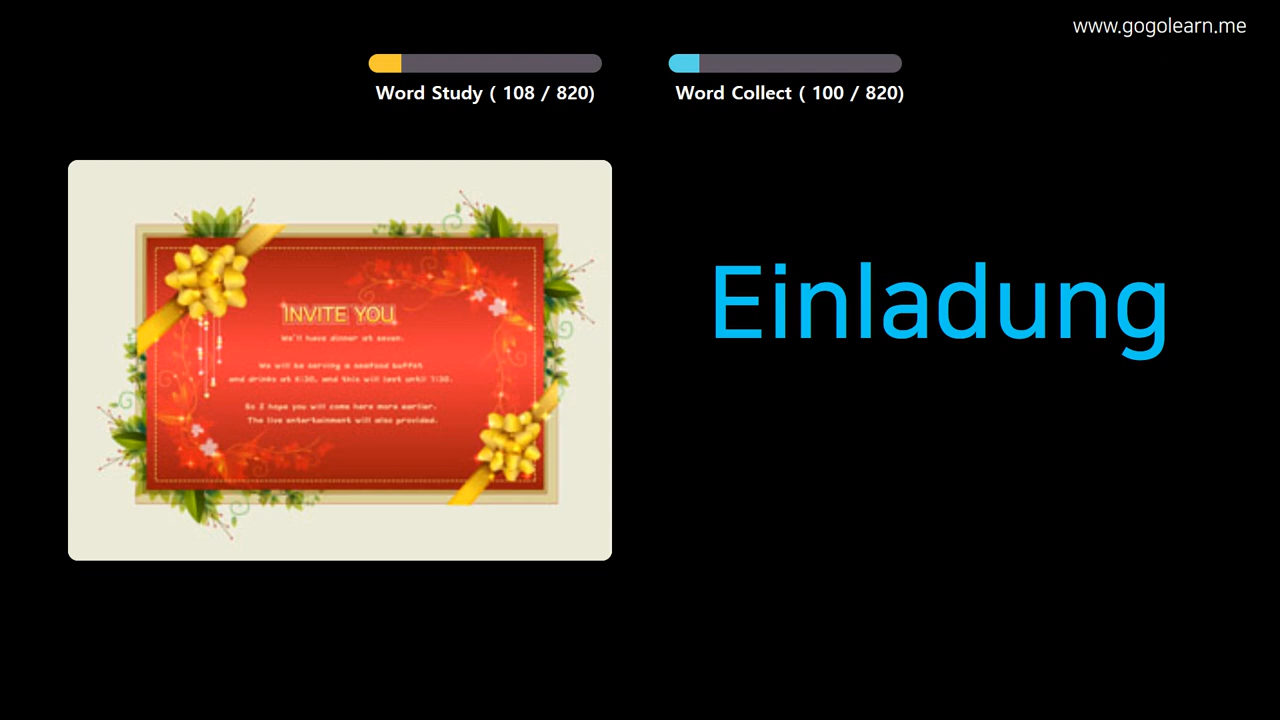 www.gogolearn.me
Word Study ( 108 / 820)
Word Collect ( 100 / 820)
INVITE YOU
We'll have dinner at seven.
We will be serving a seafood buffet
and drinks at 6:30, and this will last until 1:30.
So I hope you will come here more earlier.
The live entertainment will also provided.
Einladung